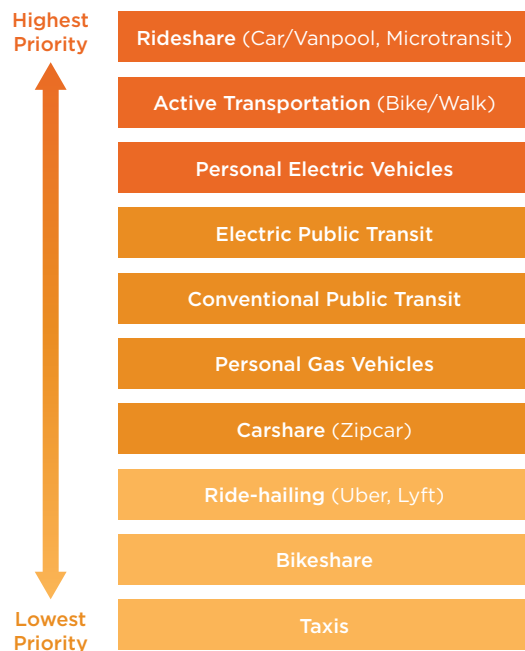 Highest
Priority
Rideshare (Car/Vanpool, Microtransit)
Active Transportation (Bike/Walk)
Personal Electric Vehicles
Electric Public Transit
Conventional Public Transit
Personal Gas Vehicles
Carshare (Zipcar)
Ride-hailing (Uber, Lyft)
Bikeshare
Taxis
Lowest
Priority